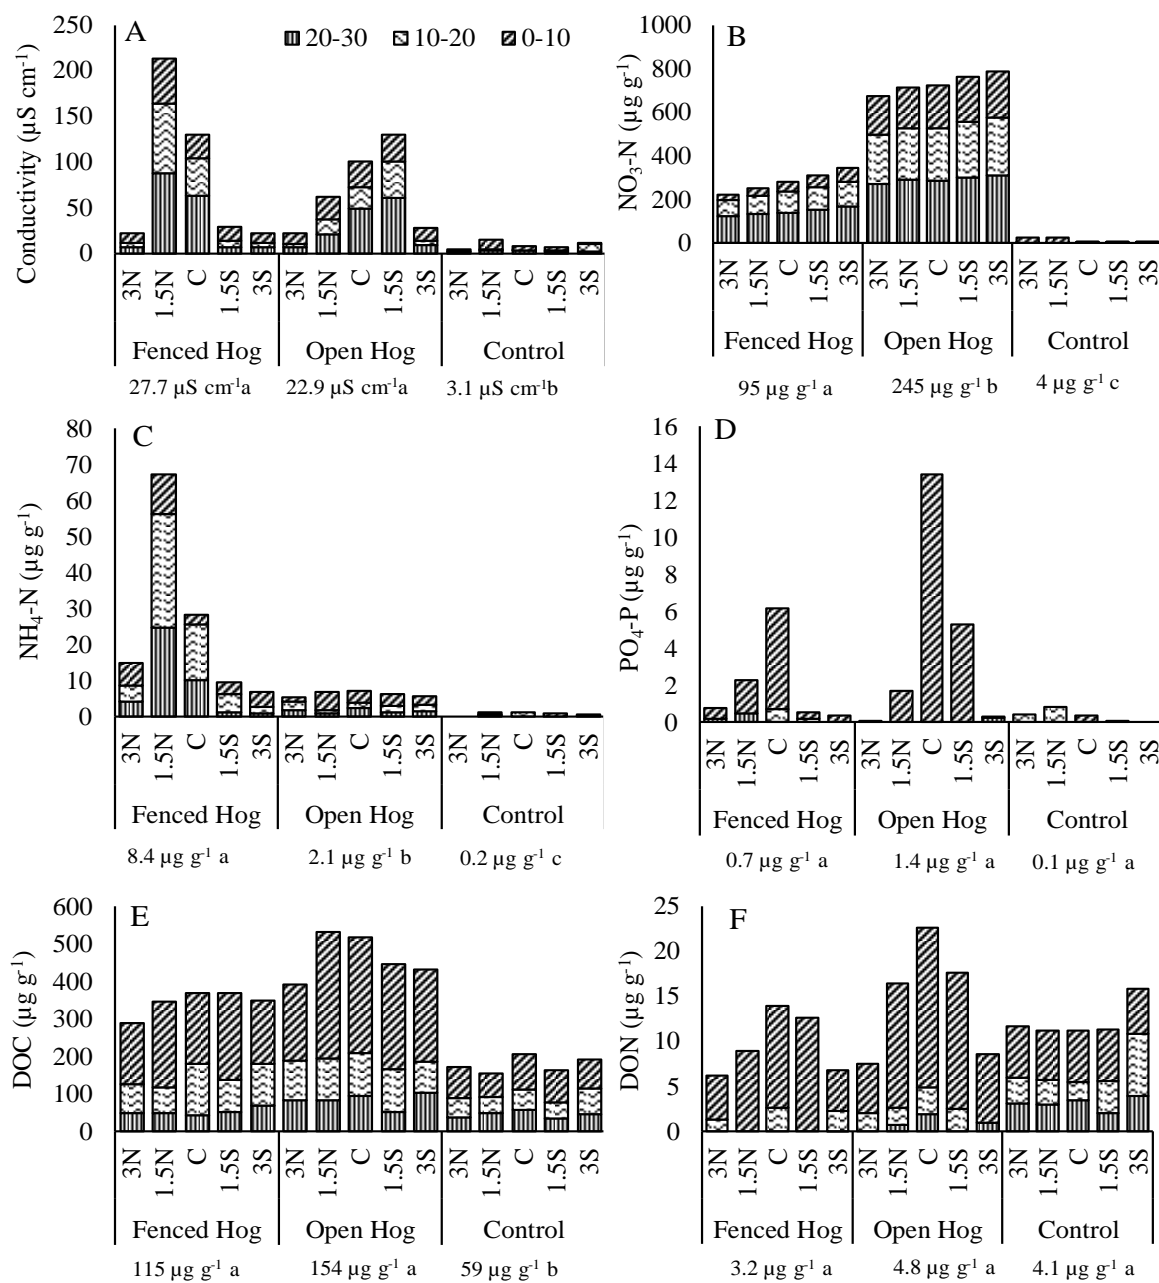 A
20-30 10-20 0-10
Conductivity (µS cm⁻¹)
250
200
150
100
50
0
3N 1.5N C 1.5S 3S 3N 1.5N C 1.5S 3S 3N 1.5N C 1.5S 3S
Fenced Hog Open Hog Control
27.7 µS cm⁻¹a 22.9 µS cm⁻¹a 3.1 µS cm⁻¹b
B
NO₃-N (µg g⁻¹)
1000
800
600
400
200
0
3N 1.5N C 1.5S 3S 3N 1.5N C 1.5S 3S 3N 1.5N C 1.5S 3S
Fenced Hog Open Hog Control
95 µg g⁻¹ a 245 µg g⁻¹ b 4 µg g⁻¹ c
C
NH₄-N (µg g⁻¹)
80
70
60
50
40
30
20
10
0
3N 1.5N C 1.5S 3S 3N 1.5N C 1.5S 3S 3N 1.5N C 1.5S 3S
Fenced Hog Open Hog Control
8.4 µg g⁻¹ a 2.1 µg g⁻¹ b 0.2 µg g⁻¹ c
D
PO₄-P (µg g⁻¹)
16
14
12
10
8
6
4
2
0
3N 1.5N C 1.5S 3S 3N 1.5N C 1.5S 3S 3N 1.5N C 1.5S 3S
Fenced Hog Open Hog Control
0.7 µg g⁻¹ a 1.4 µg g⁻¹ a 0.1 µg g⁻¹ a
E
DOC (µg g⁻¹)
600
500
400
300
200
100
0
3N 1.5N C 1.5S 3S 3N 1.5N C 1.5S 3S 3N 1.5N C 1.5S 3S
Fenced Hog Open Hog Control
115 µg g⁻¹ a 154 µg g⁻¹ a 59 µg g⁻¹ b
F
DON (µg g⁻¹)
25
20
15
10
5
0
3N 1.5N C 1.5S 3S 3N 1.5N C 1.5S 3S 3N 1.5N C 1.5S 3S
Fenced Hog Open Hog Control
3.2 µg g⁻¹ a 4.8 µg g⁻¹ a 4.1 µg g⁻¹ a